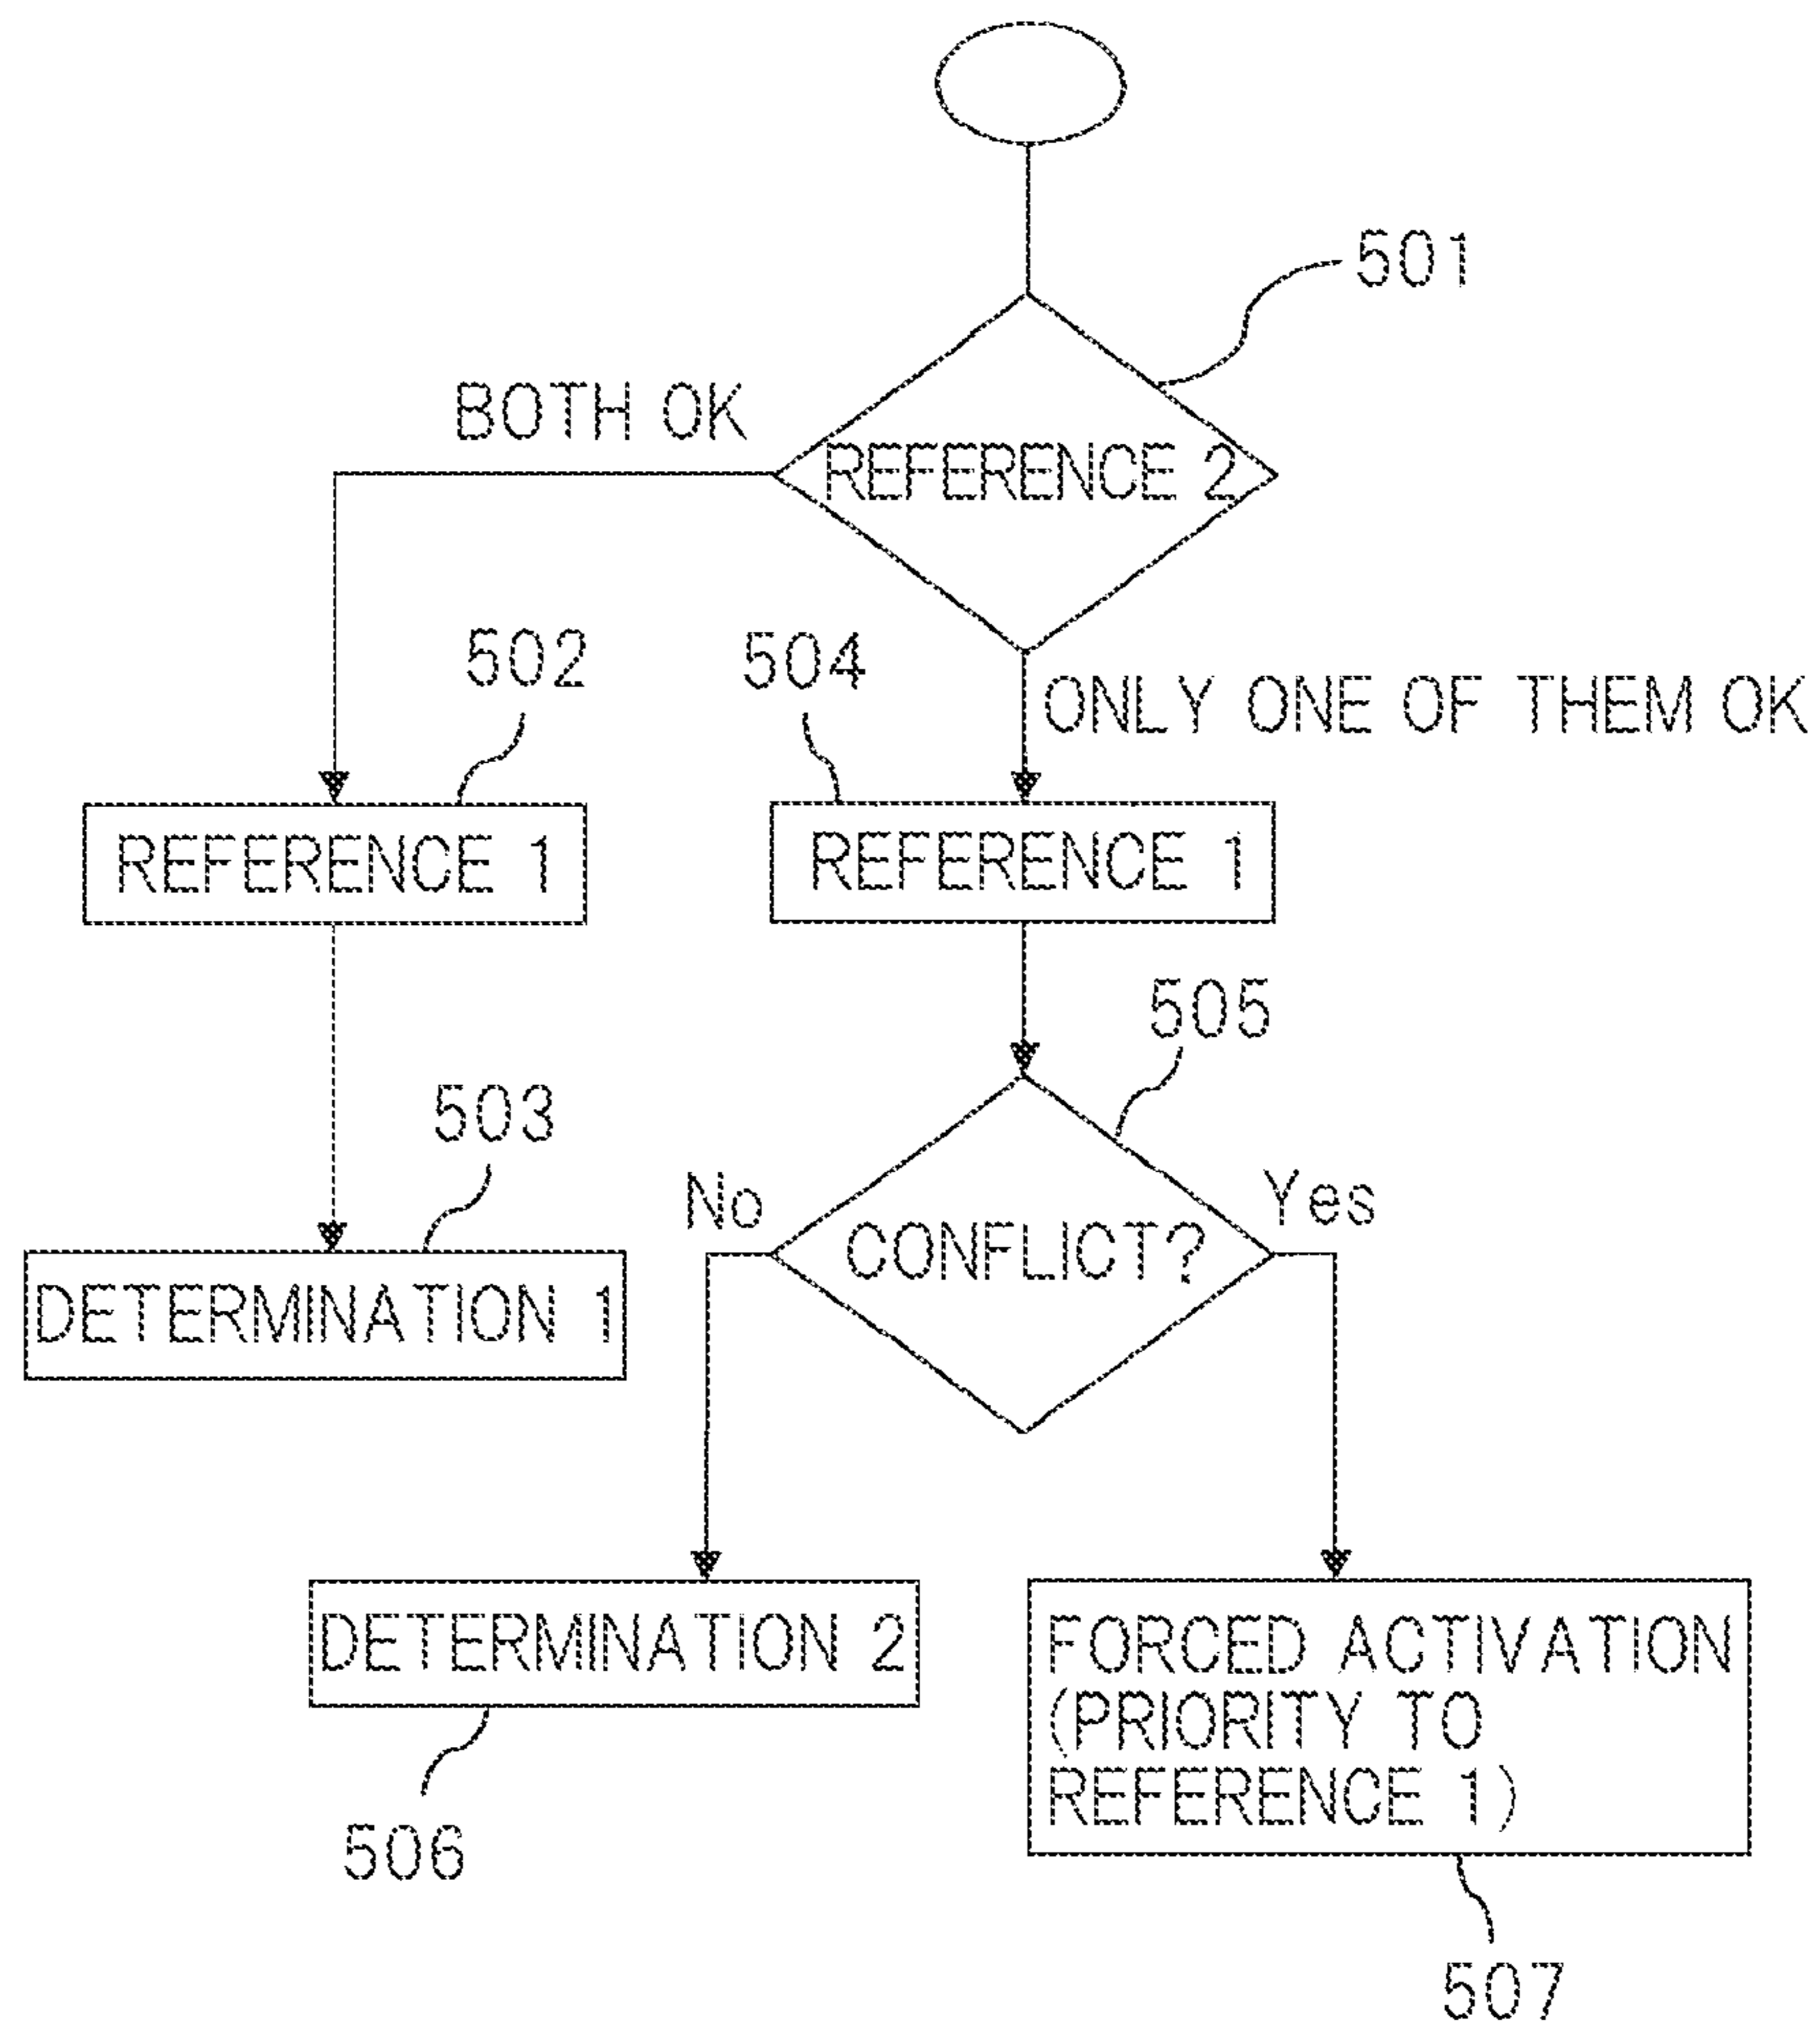 501
BOTH OK
REFERENCE 2
502
504
ONLY ONE OF THEM OK
REFERENCE 1
REFERENCE 1
505
503
No
Yes
CONFLICT?
DETERMINATION 1
DETERMINATION 2
FORCED ACTIVATION
(PRIORITY TO
REFERENCE 1)
506
507